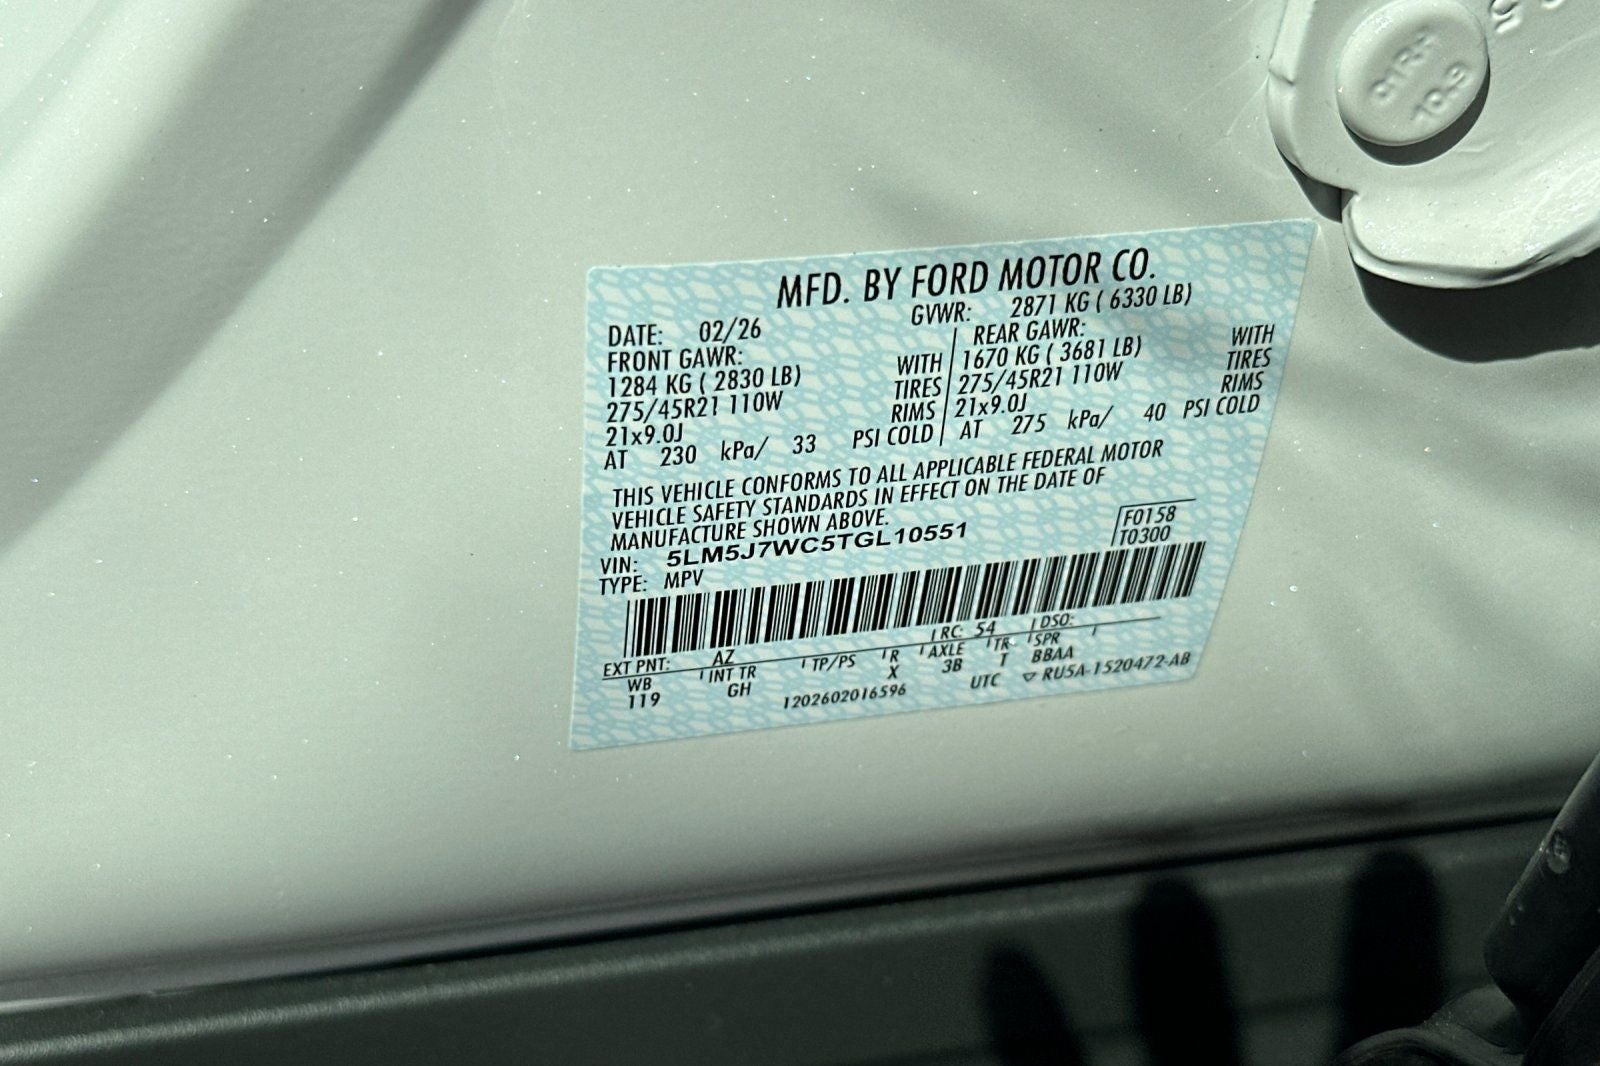 MFD. BY FORD MOTOR CO.
DATE: 02/26 GVWR: 2871 KG ( 6330 LB)
FRONT GAWR: REAR GAWR:
1284 KG ( 2830 LB) WITH 1670 KG ( 3681 LB) WITH
275/45R21 110W TIRES 275/45R21 110W TIRES
21x9.0J RIMS 21x9.0J RIMS
AT 230 kPa/ 33 PSI COLD AT 275 kPa/ 40 PSI COLD
THIS VEHICLE CONFORMS TO ALL APPLICABLE FEDERAL MOTOR
VEHICLE SAFETY STANDARDS IN EFFECT ON THE DATE OF
MANUFACTURE SHOWN ABOVE.
VIN: 5LM5J7WC5TGL10551 F0158
TYPE: MPV T0300
EXT PNT: AZ RC: 54 DSO:
WB INT TR TP/PS R AXLE TR SPR
119 GH X 3B T BBAA
1202602016596 UTC ▽ RU5A-1520472-AB
10.9